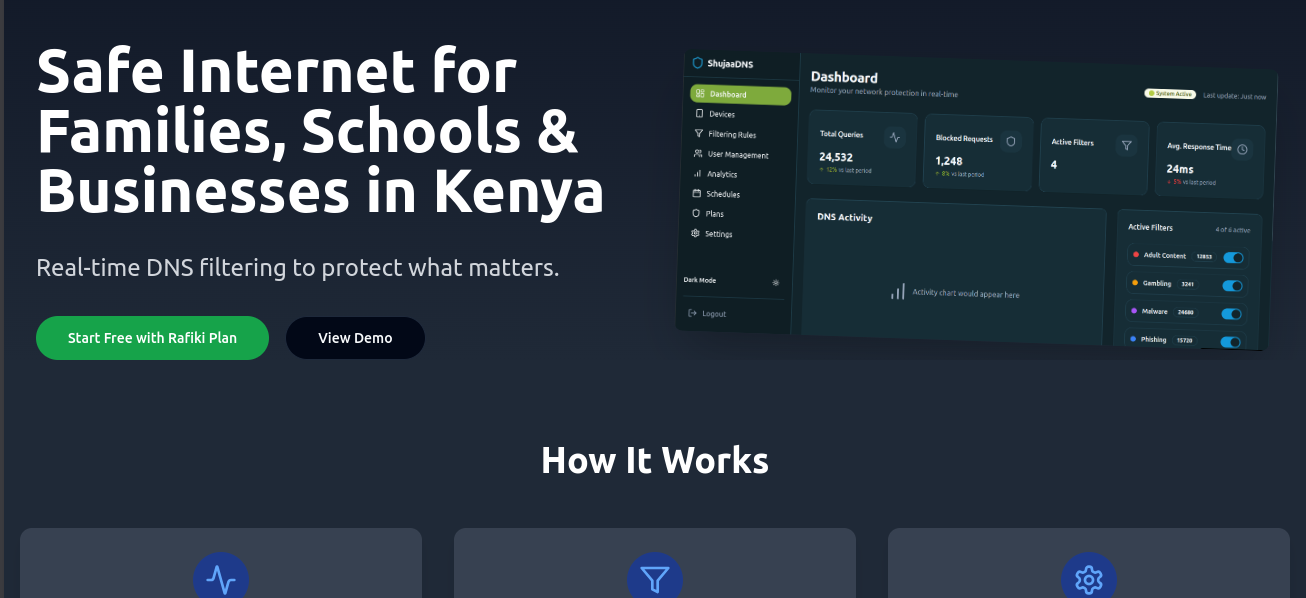 Safe Internet for
Families, Schools &
Businesses in Kenya
Real-time DNS filtering to protect what matters.
Start Free with Rafiki Plan
View Demo
ShujaaDNS
Dashboard
Devices
Filtering Rules
User Management
Analytics
Schedules
Plans
Settings
Dark Mode
Logout
Dashboard
Monitor your network protection in real-time
System Active
Last update: Just now
Total Queries
24,532
↑ 12% vs last period
Blocked Requests
1,248
↑ 8% vs last period
Active Filters
4
Avg. Response Time
24ms
↓ 3% vs last period
DNS Activity
Activity chart would appear here
Active Filters
4 of 6 active
Adult Content 12853
Gambling 3241
Malware 24680
Phishing 15720
How It Works